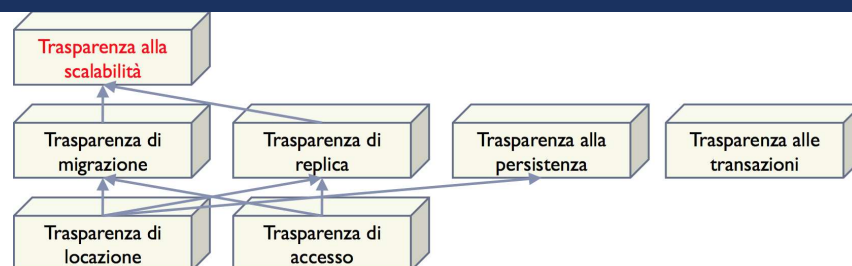 Trasparenza alla
scalabilità
Trasparenza di
migrazione
Trasparenza di
replica
Trasparenza alla
persistenza
Trasparenza alle
transazioni
Trasparenza di
locazione
Trasparenza di
accesso